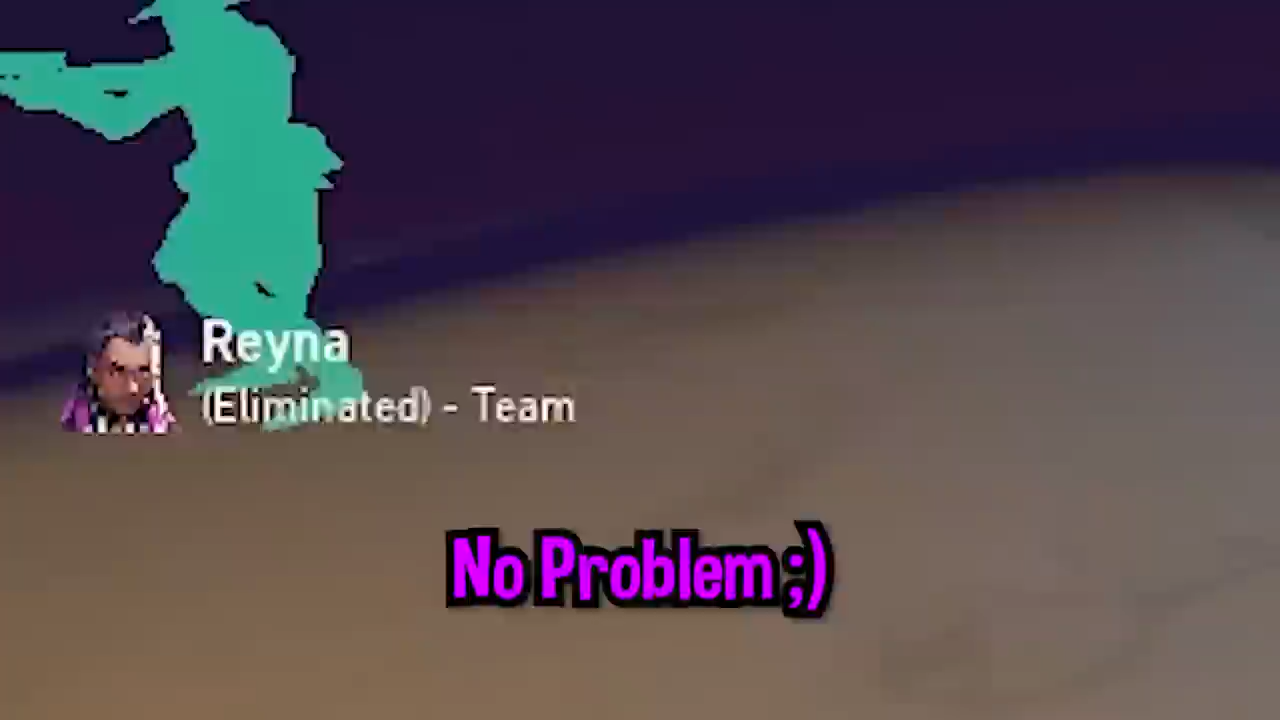 Reyna
(Eliminated) - Team
No Problem ;)